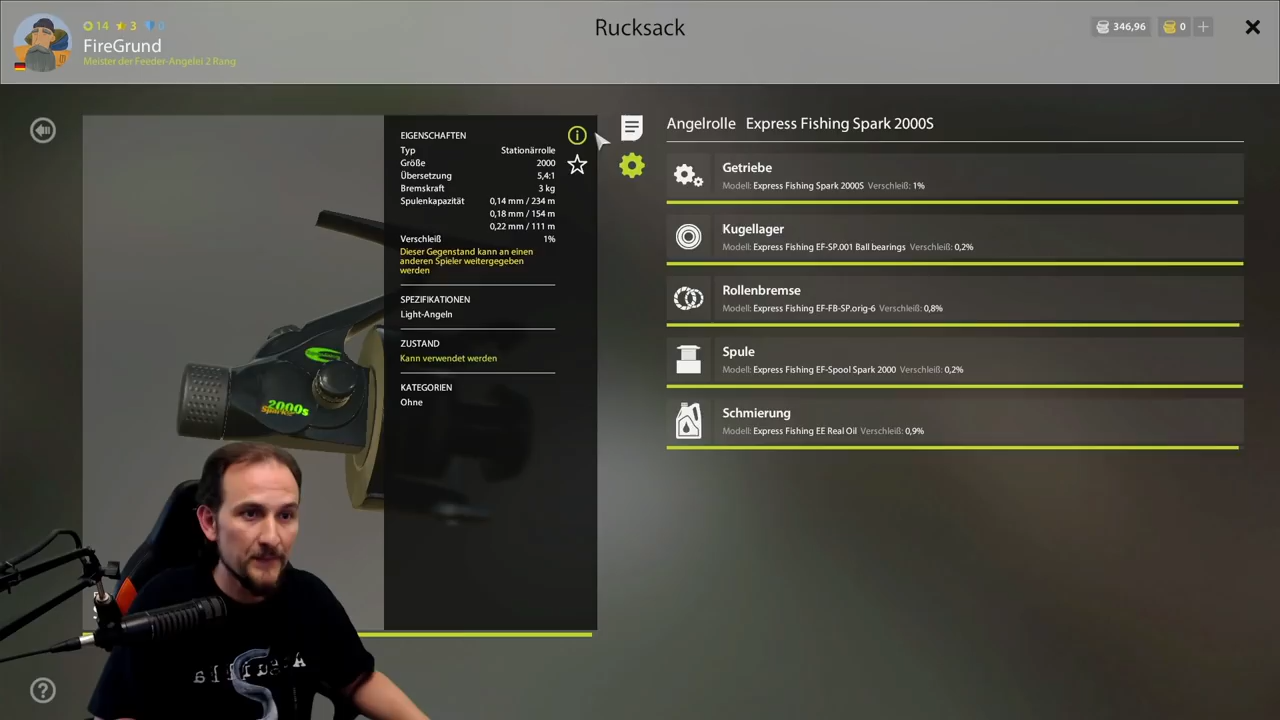 14 3 0
FireGrund
Meister der Feeder-Angelei 2 Rang
Rucksack
346,96 0 +
EIGENSCHAFTEN
Typ Stationärrolle
Größe 2000
Übersetzung 5,4:1
Bremskraft 3 kg
Spulenkapazität 0,14 mm / 234 m
0,18 mm / 154 m
0,22 mm / 111 m
Verschleiß 1%
Dieser Gegenstand kann an einen
anderen Spieler weitergegeben
werden
SPEZIFIKATIONEN
Light-Angeln
ZUSTAND
Kann verwendet werden
KATEGORIEN
Ohne
2000s
Angelrolle Express Fishing Spark 2000S
Getriebe
Modell: Express Fishing Spark 2000S Verschleiß: 1%
Kugellager
Modell: Express Fishing EF-SP.001 Ball bearings Verschleiß: 0,2%
Rollenbremse
Modell: Express Fishing EF-FB-SP.orig-6 Verschleiß: 0,8%
Spule
Modell: Express Fishing EF-Spool Spark 2000 Verschleiß: 0,2%
Schmierung
Modell: Express Fishing EE Real Oil Verschleiß: 0,9%
?